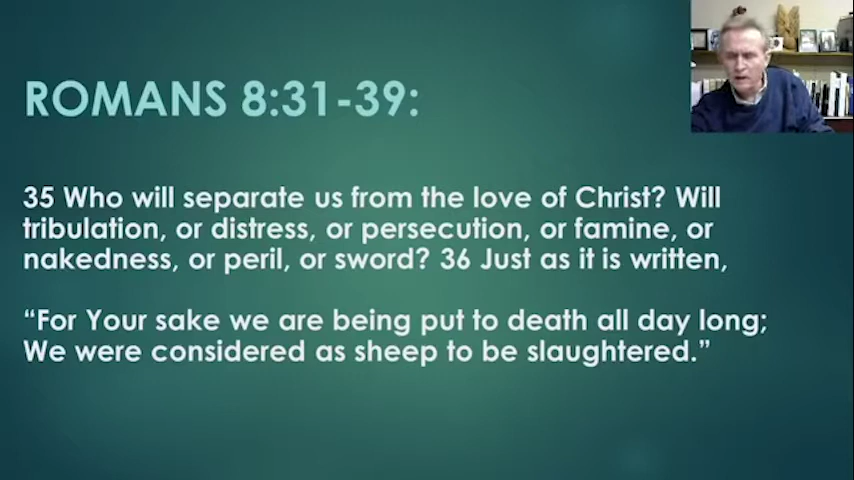 ROMANS 8:31-39:
35 Who will separate us from the love of Christ? Will
tribulation, or distress, or persecution, or famine, or
nakedness, or peril, or sword? 36 Just as it is written,
“For Your sake we are being put to death all day long;
We were considered as sheep to be slaughtered.”